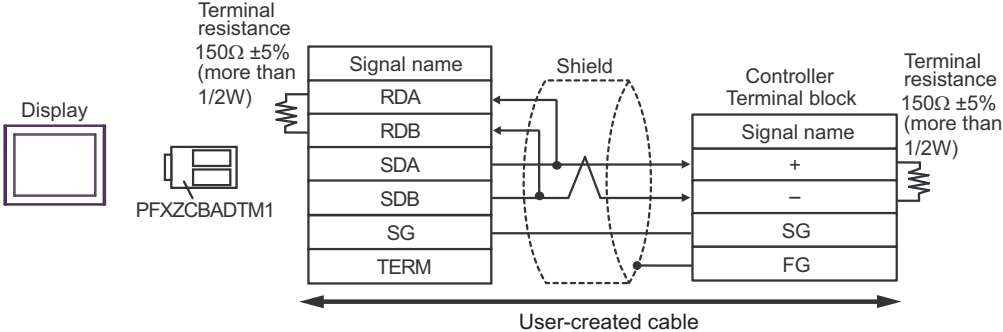 Terminal
resistance
150Ω ±5%
(more than
1/2W)
Display
PFXZCBADTM1
Signal name
RDA
RDB
SDA
SDB
SG
TERM
Shield
Controller
Terminal block
Signal name
+
–
SG
FG
Terminal
resistance
150Ω ±5%
(more than
1/2W)
User-created cable